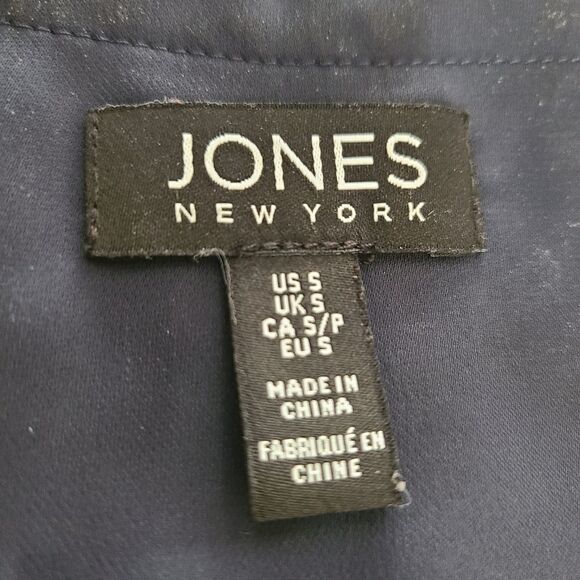 JONES
NEW YORK
US S
UK S
CA S/P
EU S
MADE IN
CHINA
FABRIQUÉ EN
CHINE